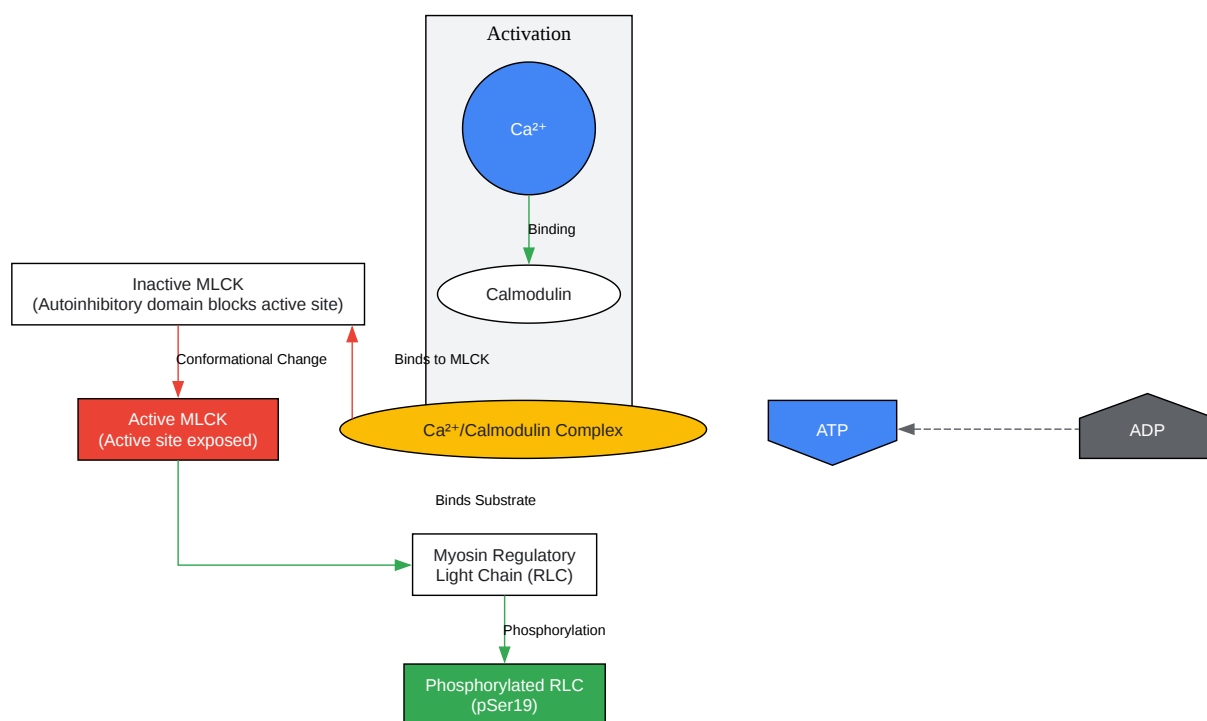 Activation
Ca²⁺
Binding
Calmodulin
Inactive MLCK
(Autoinhibitory domain blocks active site)
Conformational Change
Binds to MLCK
Active MLCK
(Active site exposed)
Ca²⁺/Calmodulin Complex
ATP
ADP
Binds Substrate
Myosin Regulatory
Light Chain (RLC)
Phosphorylation
Phosphorylated RLC
(pSer19)